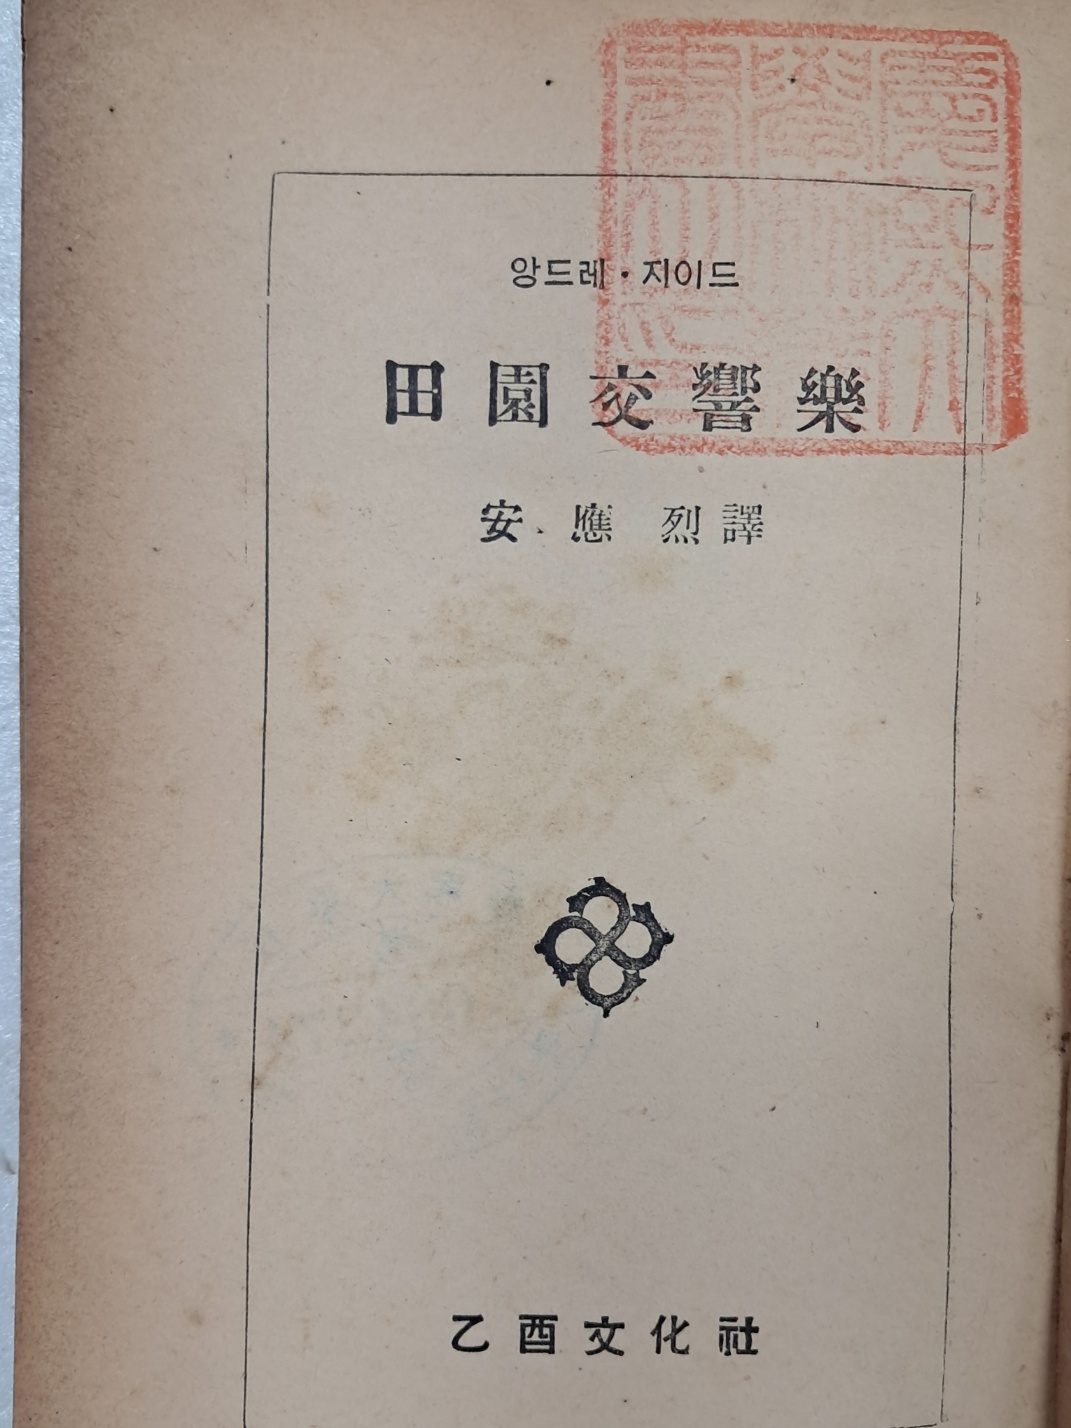 앙드레·지이드
田園交響樂
安應烈譯
乙酉文化社